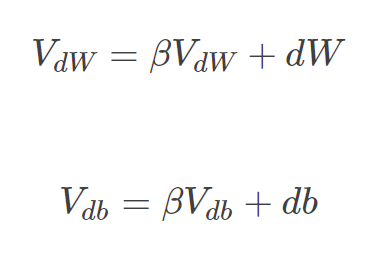 V_{dW} = βV_{dW} + dW
V_{db} = βV_{db} + db